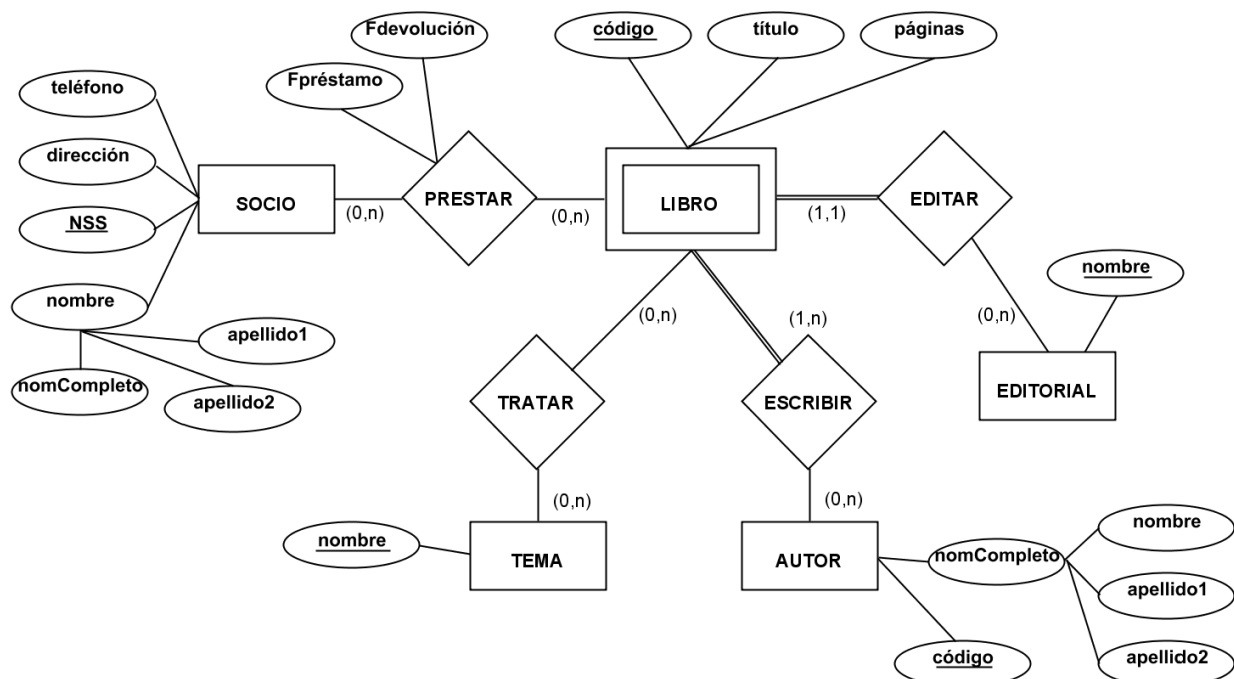 Fdevolución
código
título
páginas
Fpréstamo
teléfono
dirección
SOCIO
(0,n)
PRESTAR
(0,n)
LIBRO
(1,1)
EDITAR
NSS
nombre
nombre
(0,n)
(1,n)
(0,n)
apellido1
nomCompleto
apellido2
EDITORIAL
TRATAR
ESCRIBIR
(0,n)
(0,n)
nombre
nombre
TEMA
AUTOR
nomCompleto
apellido1
código
apellido2